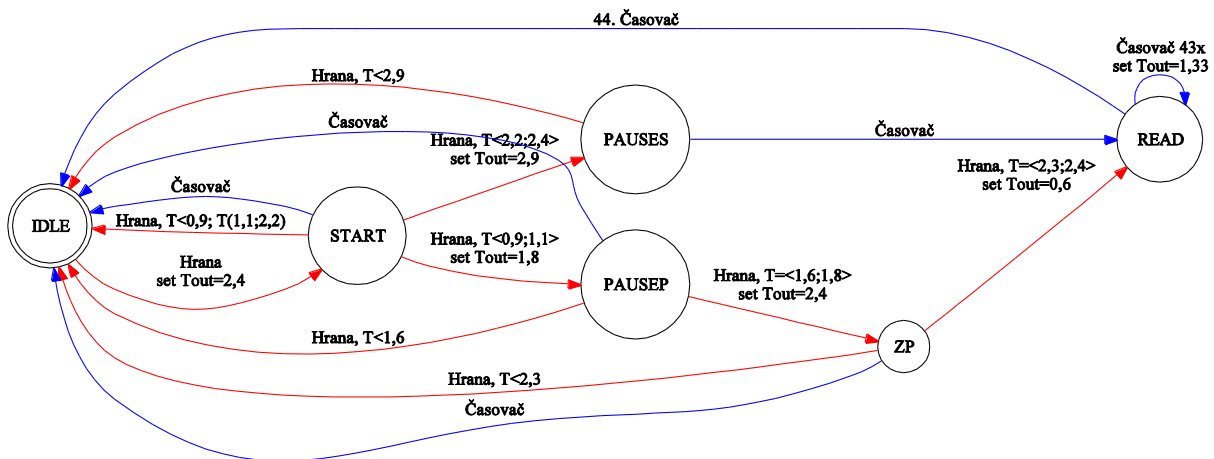 44. Časovač
Časovač 43x
set Tout=1,33
Hrana, T<2,9
Časovač
Hrana, T<2,2;2,4>
set Tout=2,9
PAUSES
Časovač
READ
Hrana, T=<2,3;2,4>
set Tout=0,6
Časovač
Hrana, T<0,9; T(1,1;2,2)
IDLE
START
Hrana
set Tout=2,4
Hrana, T<0,9;1,1>
set Tout=1,8
PAUSEP
Hrana, T=<1,6;1,8>
set Tout=2,4
Hrana, T<1,6
ZP
Hrana, T<2,3
Časovač